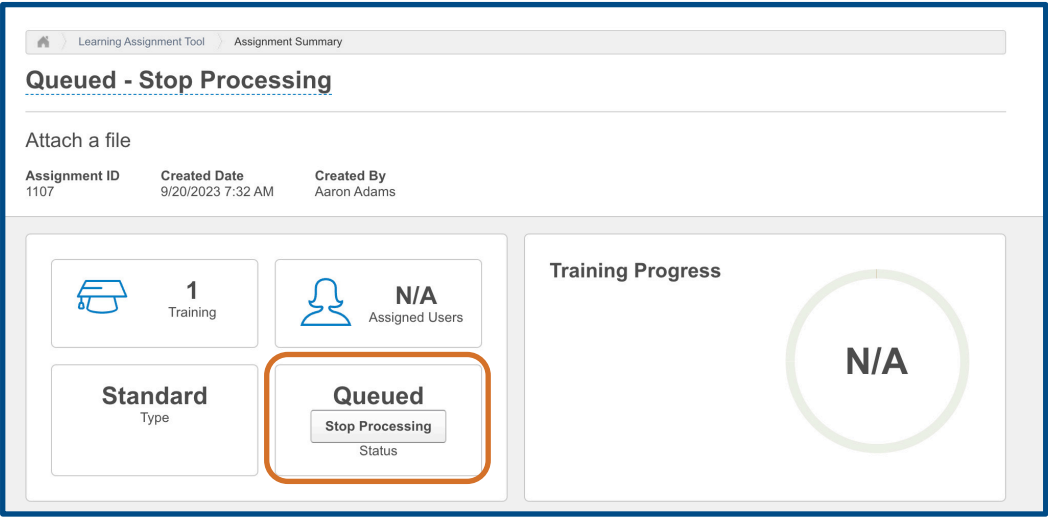 Learning Assignment Tool Assignment Summary
Queued - Stop Processing
Attach a file
Assignment ID Created Date Created By
1107 9/20/2023 7:32 AM Aaron Adams
1
Training
N/A
Assigned Users
Standard
Type
Queued
Stop Processing
Status
Training Progress
N/A